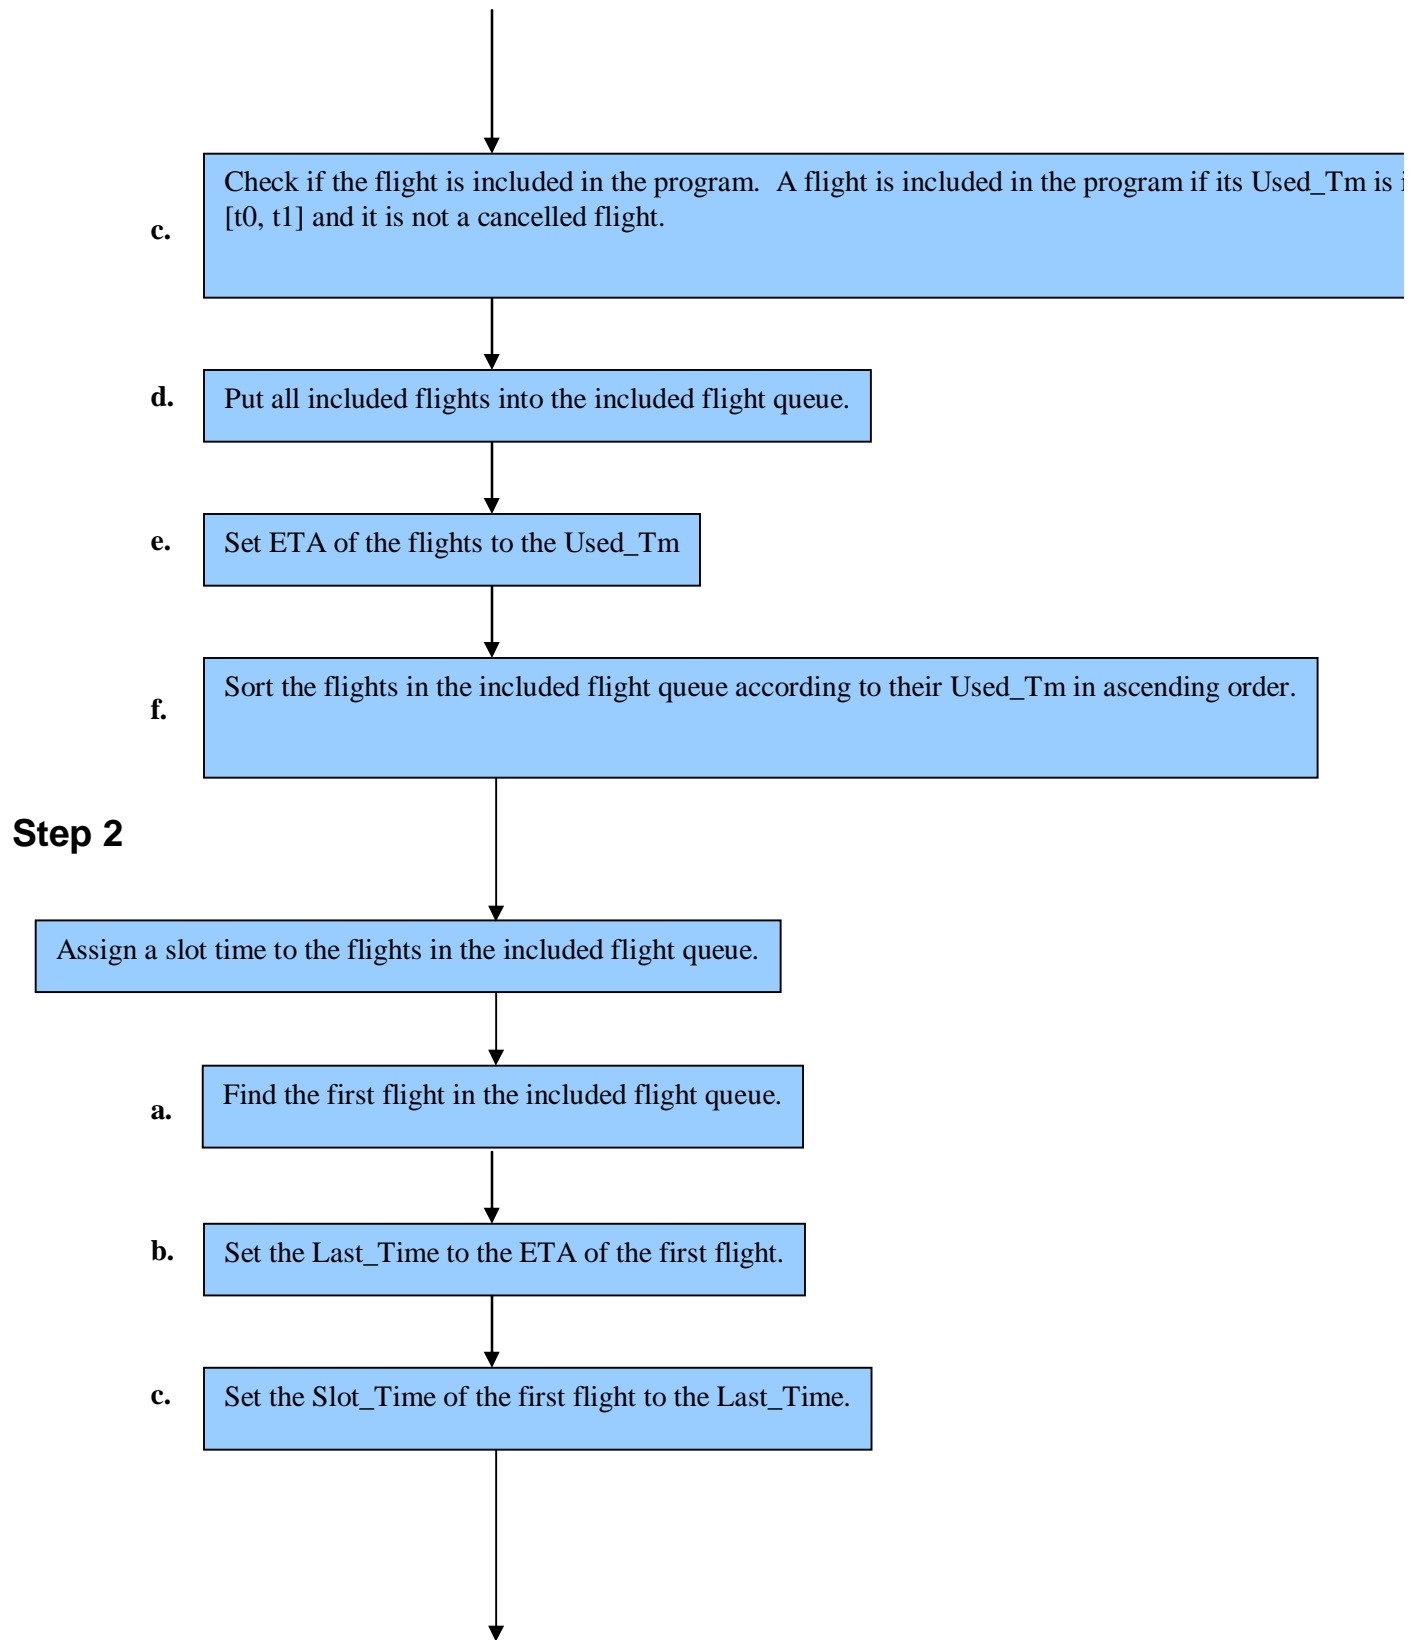 c.
Check if the flight is included in the program.  A flight is included in the program if its Used_Tm is
[t0, t1] and it is not a cancelled flight.
d.
Put all included flights into the included flight queue.
e.
Set ETA of the flights to the Used_Tm
f.
Sort the flights in the included flight queue according to their Used_Tm in ascending order.
Step 2
Assign a slot time to the flights in the included flight queue.
a.
Find the first flight in the included flight queue.
b.
Set the Last_Time to the ETA of the first flight.
c.
Set the Slot_Time of the first flight to the Last_Time.